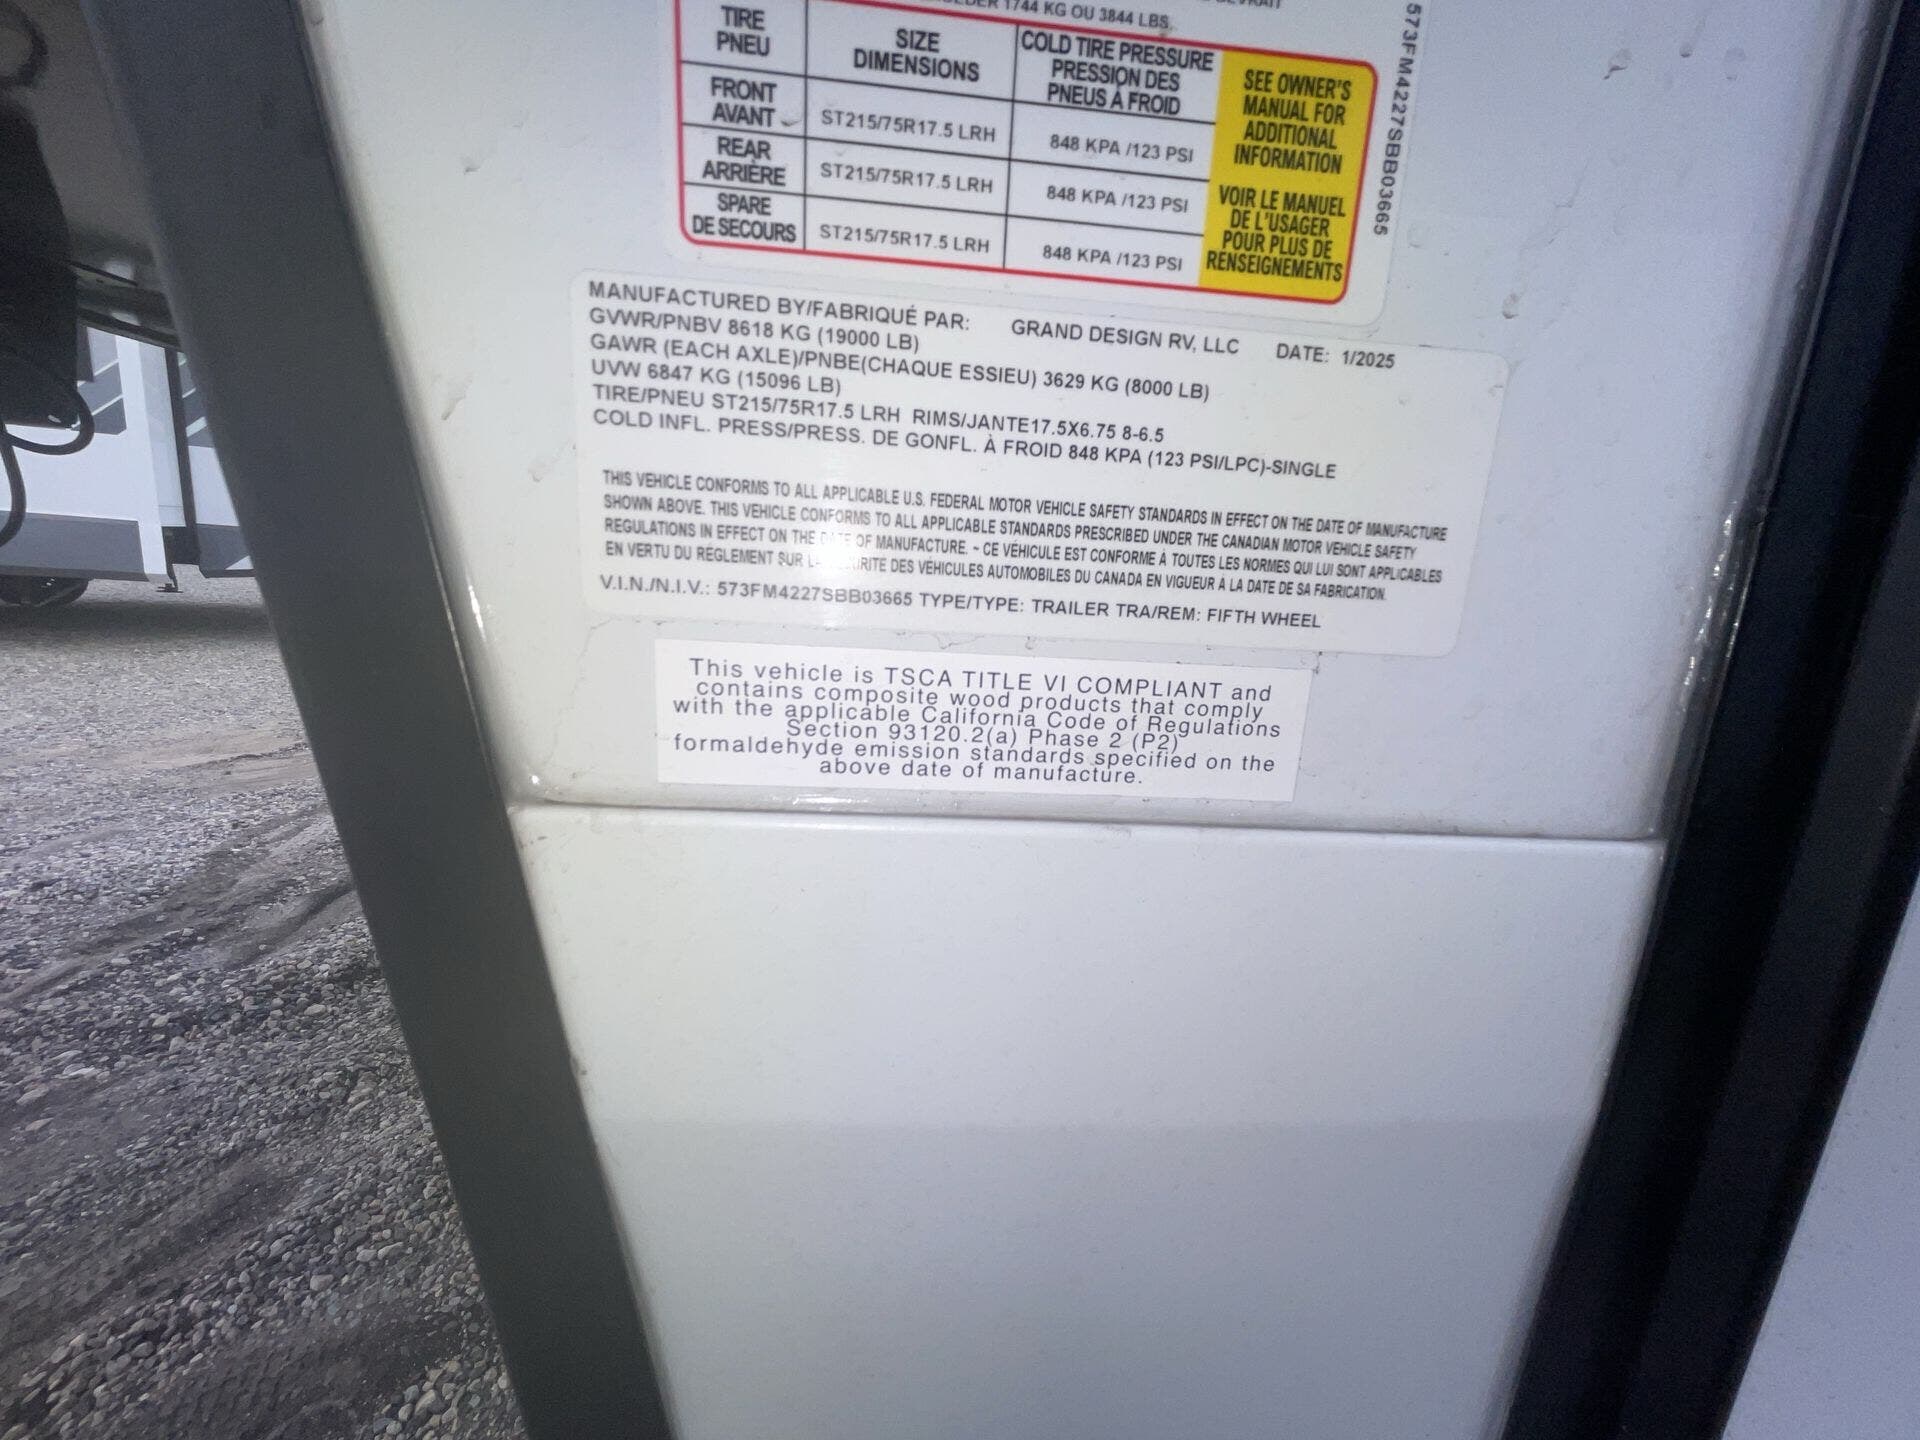 1744 KG OU 3844 LBS.
TIRE
PNEU
SIZE
DIMENSIONS
COLD TIRE PRESSURE
PRESSION DES
PNEUS À FROID
FRONT
AVANT
ST215/75R17.5 LRH
848 KPA /123 PSI
REAR
ARRIÈRE
ST215/75R17.5 LRH
848 KPA /123 PSI
SPARE
DE SECOURS
ST215/75R17.5 LRH
848 KPA /123 PSI
SEE OWNER'S
MANUAL FOR
ADDITIONAL
INFORMATION
VOIR LE MANUEL
DE L'USAGER
POUR PLUS DE
RENSEIGNEMENTS
573FM4227SBB03665
MANUFACTURED BY/FABRIQUÉ PAR: GRAND DESIGN RV, LLC DATE: 1/2025
GVWR/PNBV 8618 KG (19000 LB)
GAWR (EACH AXLE)/PNBE(CHAQUE ESSIEU) 3629 KG (8000 LB)
UVW 6847 KG (15096 LB)
TIRE/PNEU ST215/75R17.5 LRH RIMS/JANTE17.5X6.75 8-6.5
COLD INFL. PRESS/PRESS. DE GONFL. À FROID 848 KPA (123 PSI/LPC)-SINGLE
THIS VEHICLE CONFORMS TO ALL APPLICABLE U.S. FEDERAL MOTOR VEHICLE SAFETY STANDARDS IN EFFECT ON THE DATE OF MANUFACTURE
SHOWN ABOVE. THIS VEHICLE CONFORMS TO ALL APPLICABLE STANDARDS PRESCRIBED UNDER THE CANADIAN MOTOR VEHICLE SAFETY
REGULATIONS IN EFFECT ON THE DATE OF MANUFACTURE. ~ CE VÉHICULE EST CONFORME À TOUTES LES NORMES QUI LUI SONT APPLICABLES
EN VERTU DU RÉGLEMENT SUR DES VÉHICULES AUTOMOBILES DU CANADA EN VIGUEUR À LA DATE DE SA FABRICATION.
V.I.N./N.I.V.: 573FM4227SBB03665 TYPE/TYPE: TRAILER TRA/REM: FIFTH WHEEL
This vehicle is TSCA TITLE VI COMPLIANT and
contains composite wood products that comply
with the applicable California Code of Regulations
Section 93120.2(a) Phase 2 (P2)
formaldehyde emission standards specified on the
above date of manufacture.